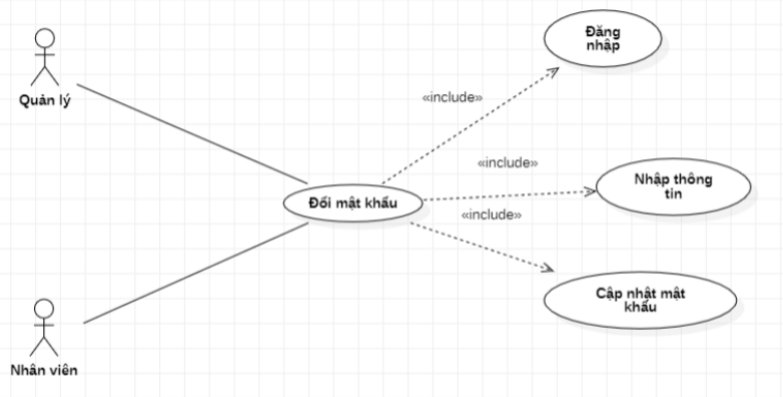 Đăng
nhập
Quản lý
«include»
«include»
Nhập thông
tin
Đổi mật khẩu
«include»
Cập nhật mật
khẩu
Nhân viên